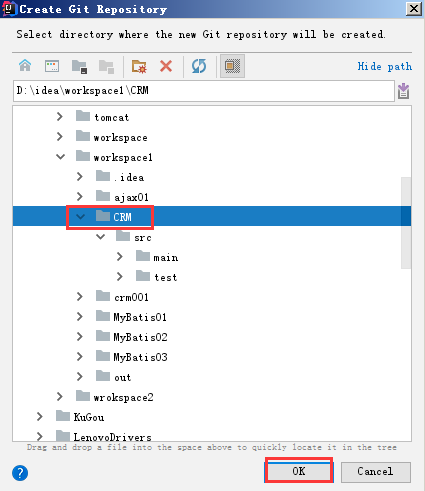 Create Git Repository
Select directory where the new Git repository will be created.
Hide path
D:\idea\workspace1\CRM
tomcat
workspace
workspace1
.idea
ajax01
CRM
src
main
test
crm001
MyBatis01
MyBatis02
MyBatis03
out
wrokspace2
KuGou
LenovoDrivers
Drag and drop a file into the space above to quickly locate it in the tree
?
OK
Cancel